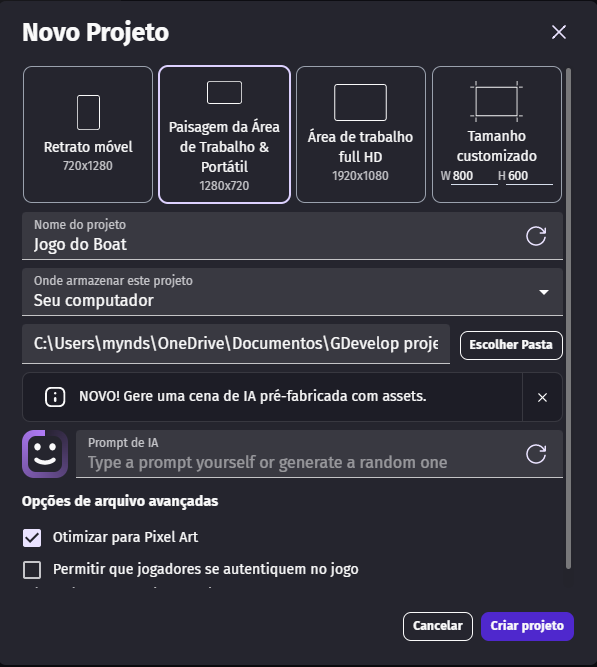 Novo Projeto
Retrato móvel
720x1280
Paisagem da Área
de Trabalho &
Portátil
1280x720
Área de trabalho
full HD
1920x1080
Tamanho
customizado
W 800 H 600
Nome do projeto
Jogo do Boat
Onde armazenar este projeto
Seu computador
C:\Users\mynds\OneDrive\Documentos\GDevelop proje
Escolher Pasta
NOVO! Gere uma cena de IA pré-fabricada com assets.
Prompt de IA
Type a prompt yourself or generate a random one
Opções de arquivo avançadas
Otimizar para Pixel Art
Permitir que jogadores se autentiquem no jogo
Cancelar
Criar projeto